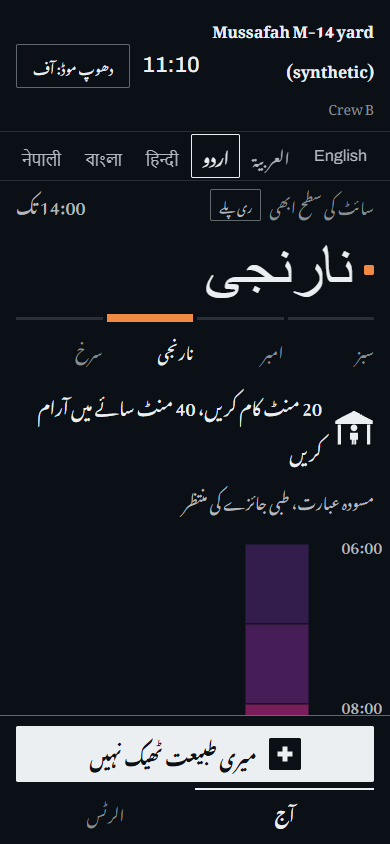 Mussafah M-14 yard
(synthetic)
11:10
دھوپ موڈ: آف
Crew B
English
العربية
اردو
हिन्दी
বাংলা
नेपाली
سائٹ کی سطح ابھی
ری پلے
14:00 تک
نارنجی
سبز
امبر
نارنجی
سرخ
20 منٹ کام کریں، 40 منٹ سائے میں آرام
کریں
مسودہ عبارت، طبی جائزے کی منتظر
06:00
08:00
میری طبیعت ٹھیک نہیں
آج
الرٹس